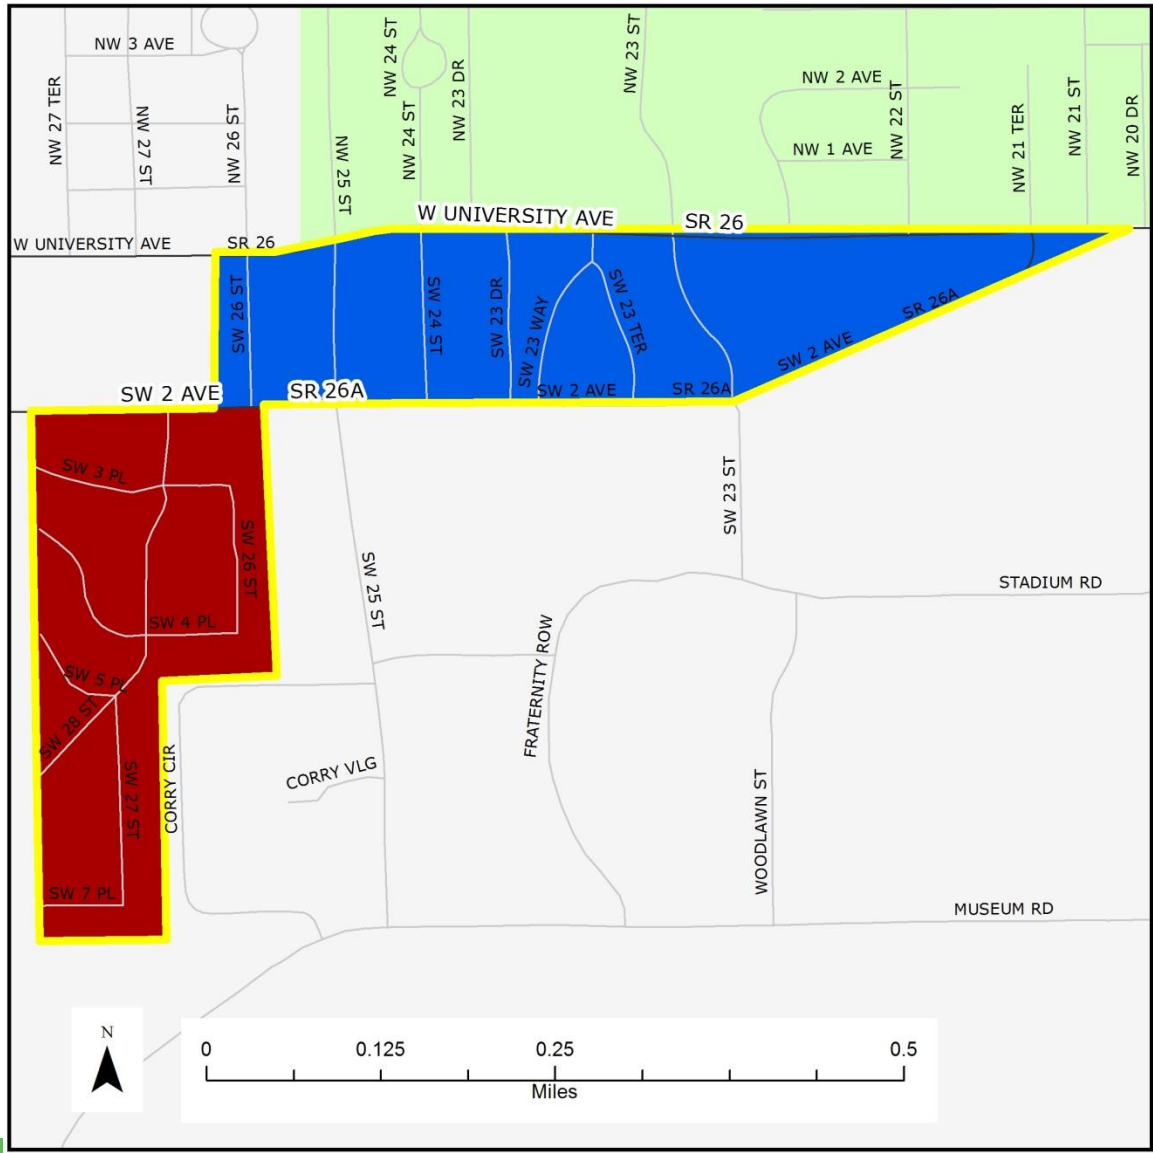 NW 3 AVE
NW 27 TER
NW 27 ST
NW 26 ST
NW 25 ST
NW 24 ST
NW 24 ST
NW 23 DR
NW 23 ST
NW 2 AVE
NW 1 AVE
NW 22 ST
NW 21 TER
NW 21 ST
NW 20 DR
W UNIVERSITY AVE
SR 26
W UNIVERSITY AVE
SR 26
SW 26 ST
SW 24 ST
SW 23 DR
SW 23 WAY
SW 23 TER
SW 2 AVE
SR 26A
SW 2 AVE
SR 26A
SW 2 AVE
SR 26A
SW 3 PL
SW 26 ST
SW 4 PL
SW 5 PL
SW 28 ST
SW 27 ST
SW 7 PL
CORRY CIR
SW 25 ST
SW 23 ST
STADIUM RD
FRATERNITY ROW
CORRY VLG
WOODLAWN ST
MUSEUM RD
N
0 0.125 0.25 0.5
Miles